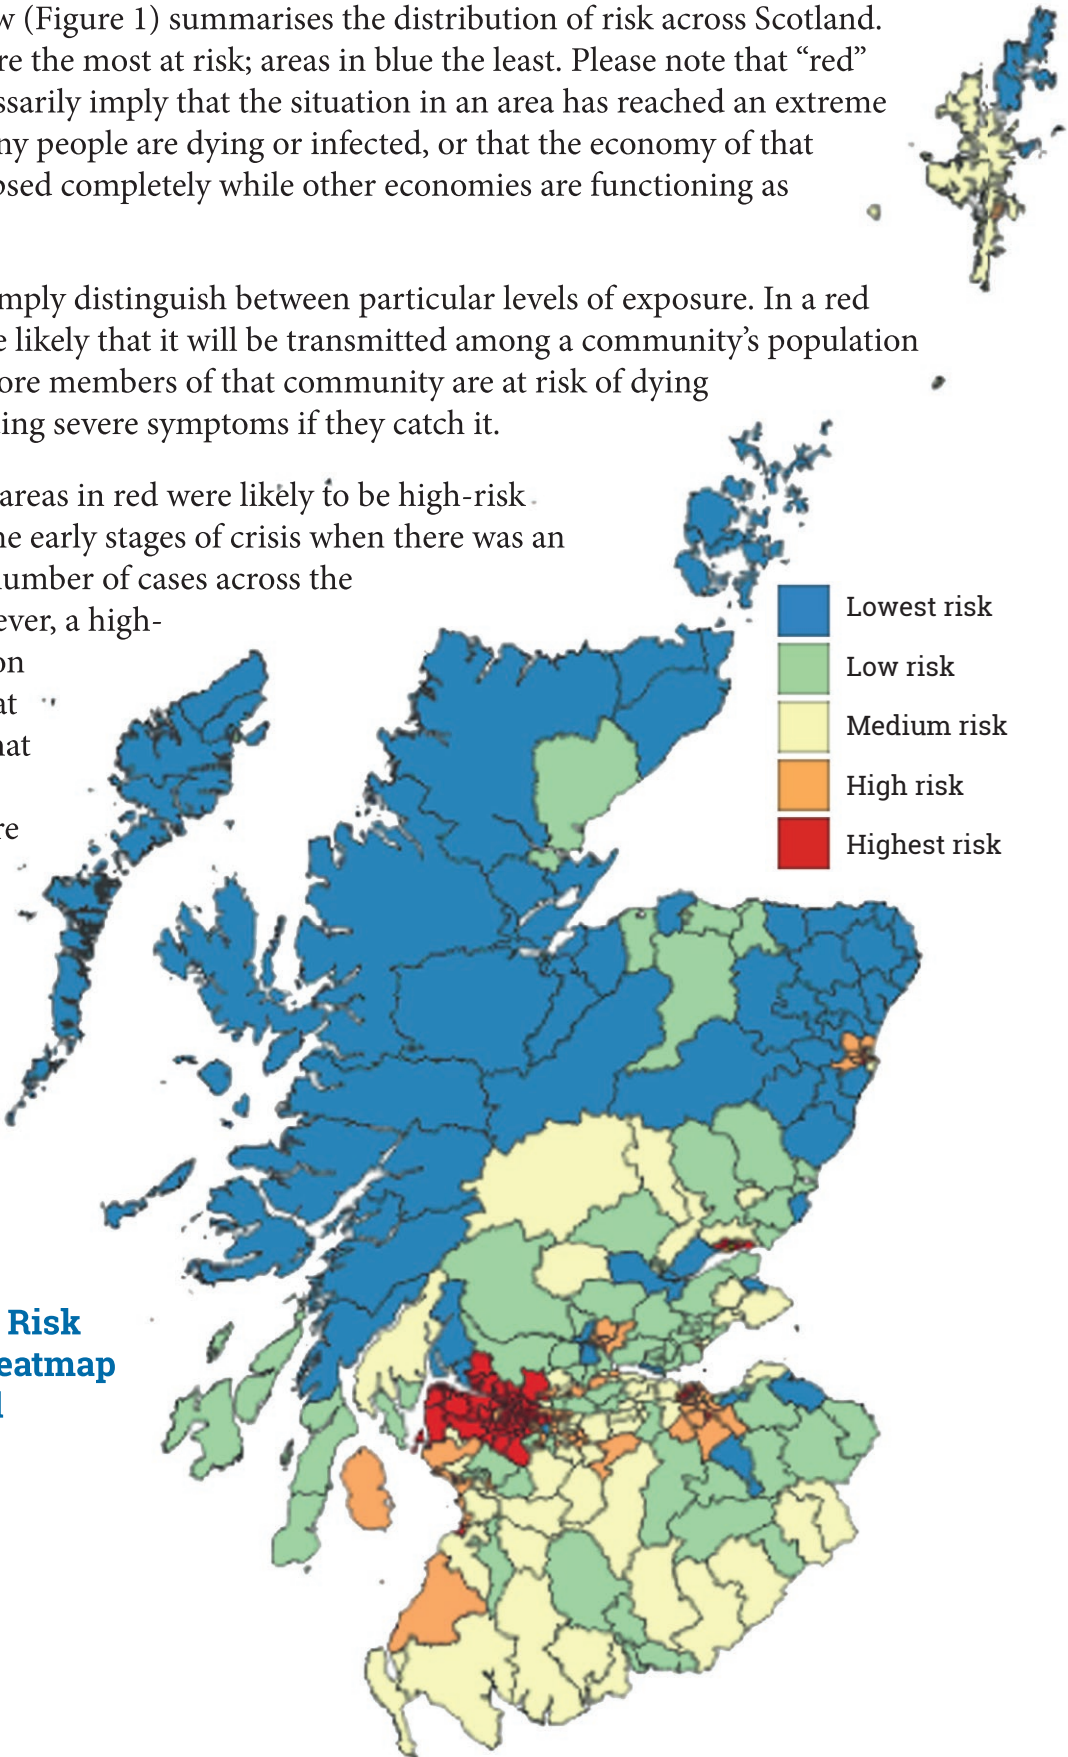 w (Figure 1) summarises the distribution of risk across Scotland.
re the most at risk; areas in blue the least. Please note that “red”
ssarily imply that the situation in an area has reached an extreme
ny people are dying or infected, or that the economy of that
psed completely while other economies are functioning as
mply distinguish between particular levels of exposure. In a red
e likely that it will be transmitted among a community’s population
ore members of that community are at risk of dying
ing severe symptoms if they catch it.
areas in red were likely to be high-risk
he early stages of crisis when there was an
number of cases across the
ever, a high-
on
at
hat
re
Lowest risk
Low risk
Medium risk
High risk
Highest risk
Risk
eatmap